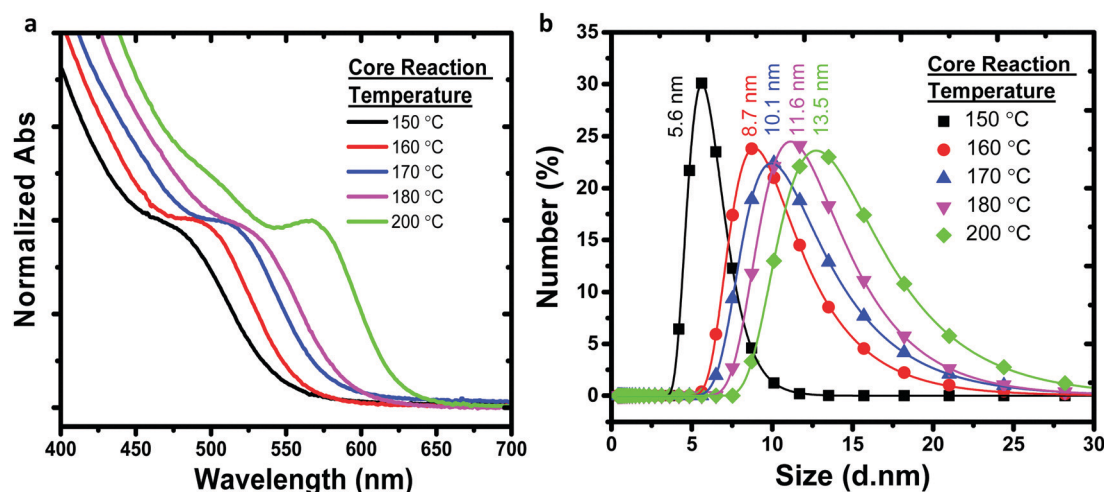 a
Normalized Abs
Core Reaction
Temperature
150 °C
160 °C
170 °C
180 °C
200 °C
400 450 500 550 600 650 700
Wavelength (nm)
b
Number (%)
35
30
25
20
15
10
5
0
5.6 nm
8.7 nm
10.1 nm
11.6 nm
13.5 nm
Core Reaction
Temperature
150 °C
160 °C
170 °C
180 °C
200 °C
0 5 10 15 20 25 30
Size (d.nm)